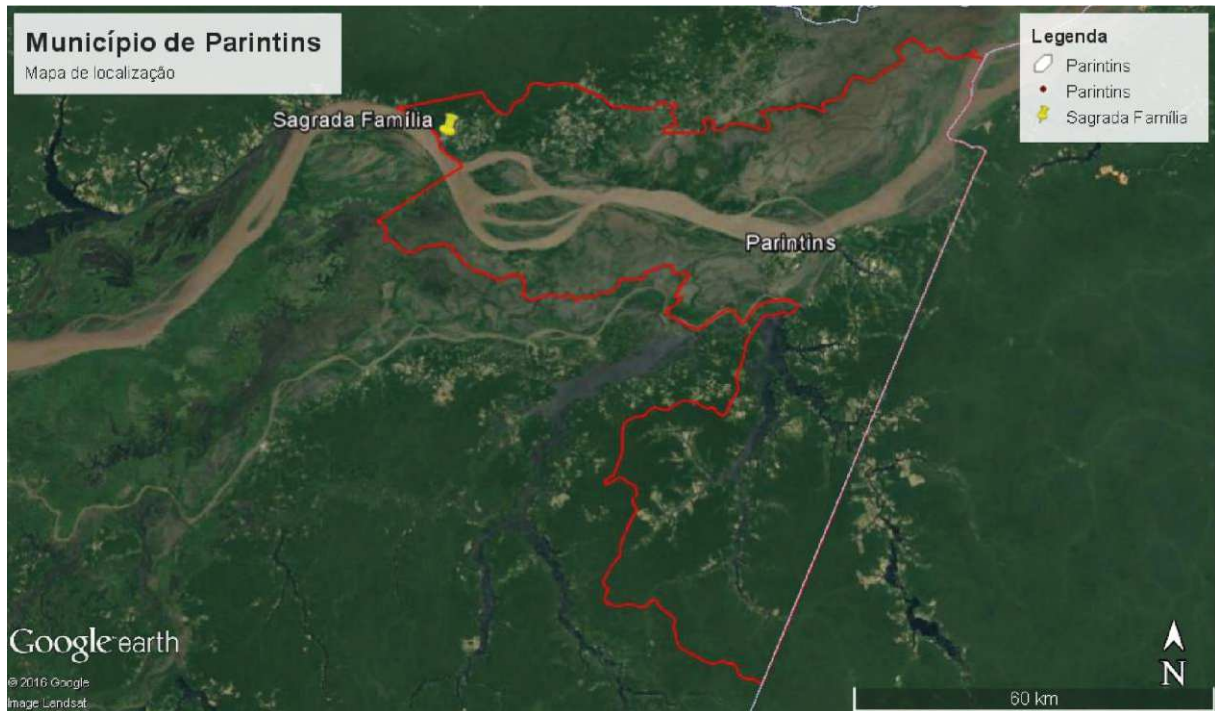 Município de Parintins
Mapa de localização
Legenda
Parintins
Parintins
Sagrada Família
Sagrada Família
Parintins
Google earth
© 2016 Google
Image Landsat
N
60 km